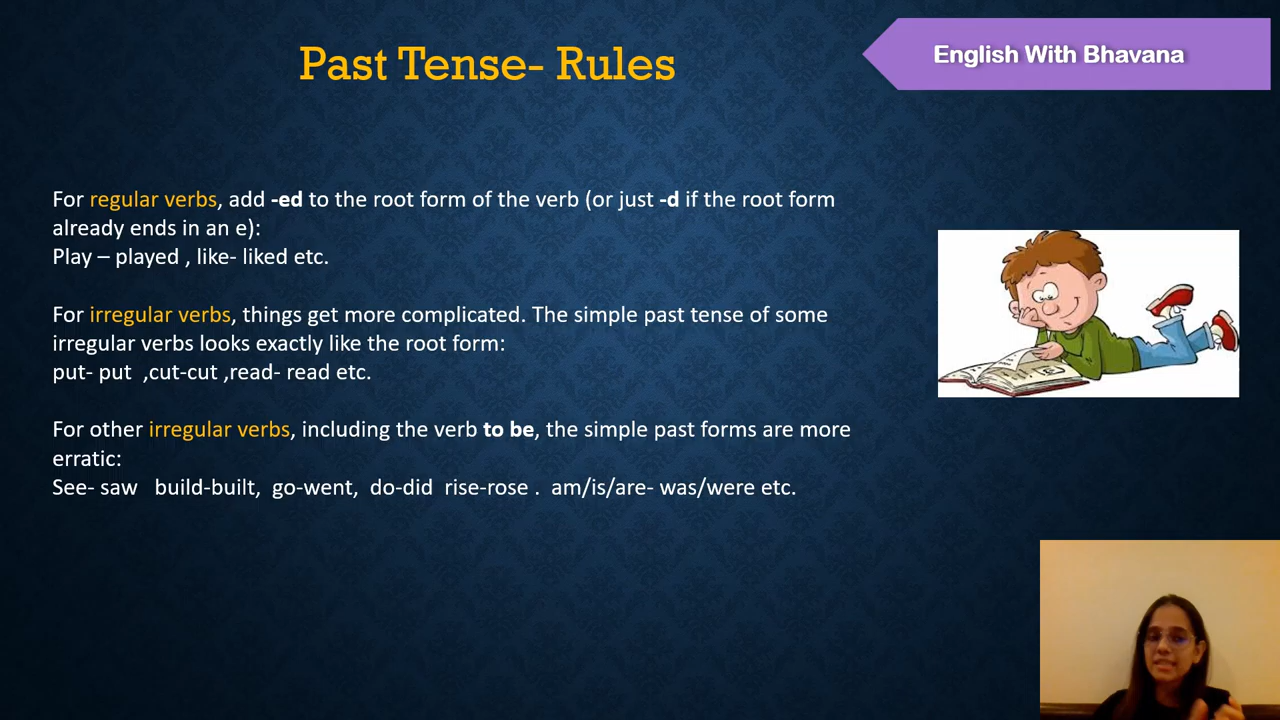 Past Tense- Rules
English With Bhavana
For regular verbs, add -ed to the root form of the verb (or just -d if the root form
already ends in an e):
Play – played , like- liked etc.
For irregular verbs, things get more complicated. The simple past tense of some
irregular verbs looks exactly like the root form:
put- put ,cut-cut ,read- read etc.
For other irregular verbs, including the verb to be, the simple past forms are more
erratic:
See- saw build-built, go-went, do-did rise-rose . am/is/are- was/were etc.